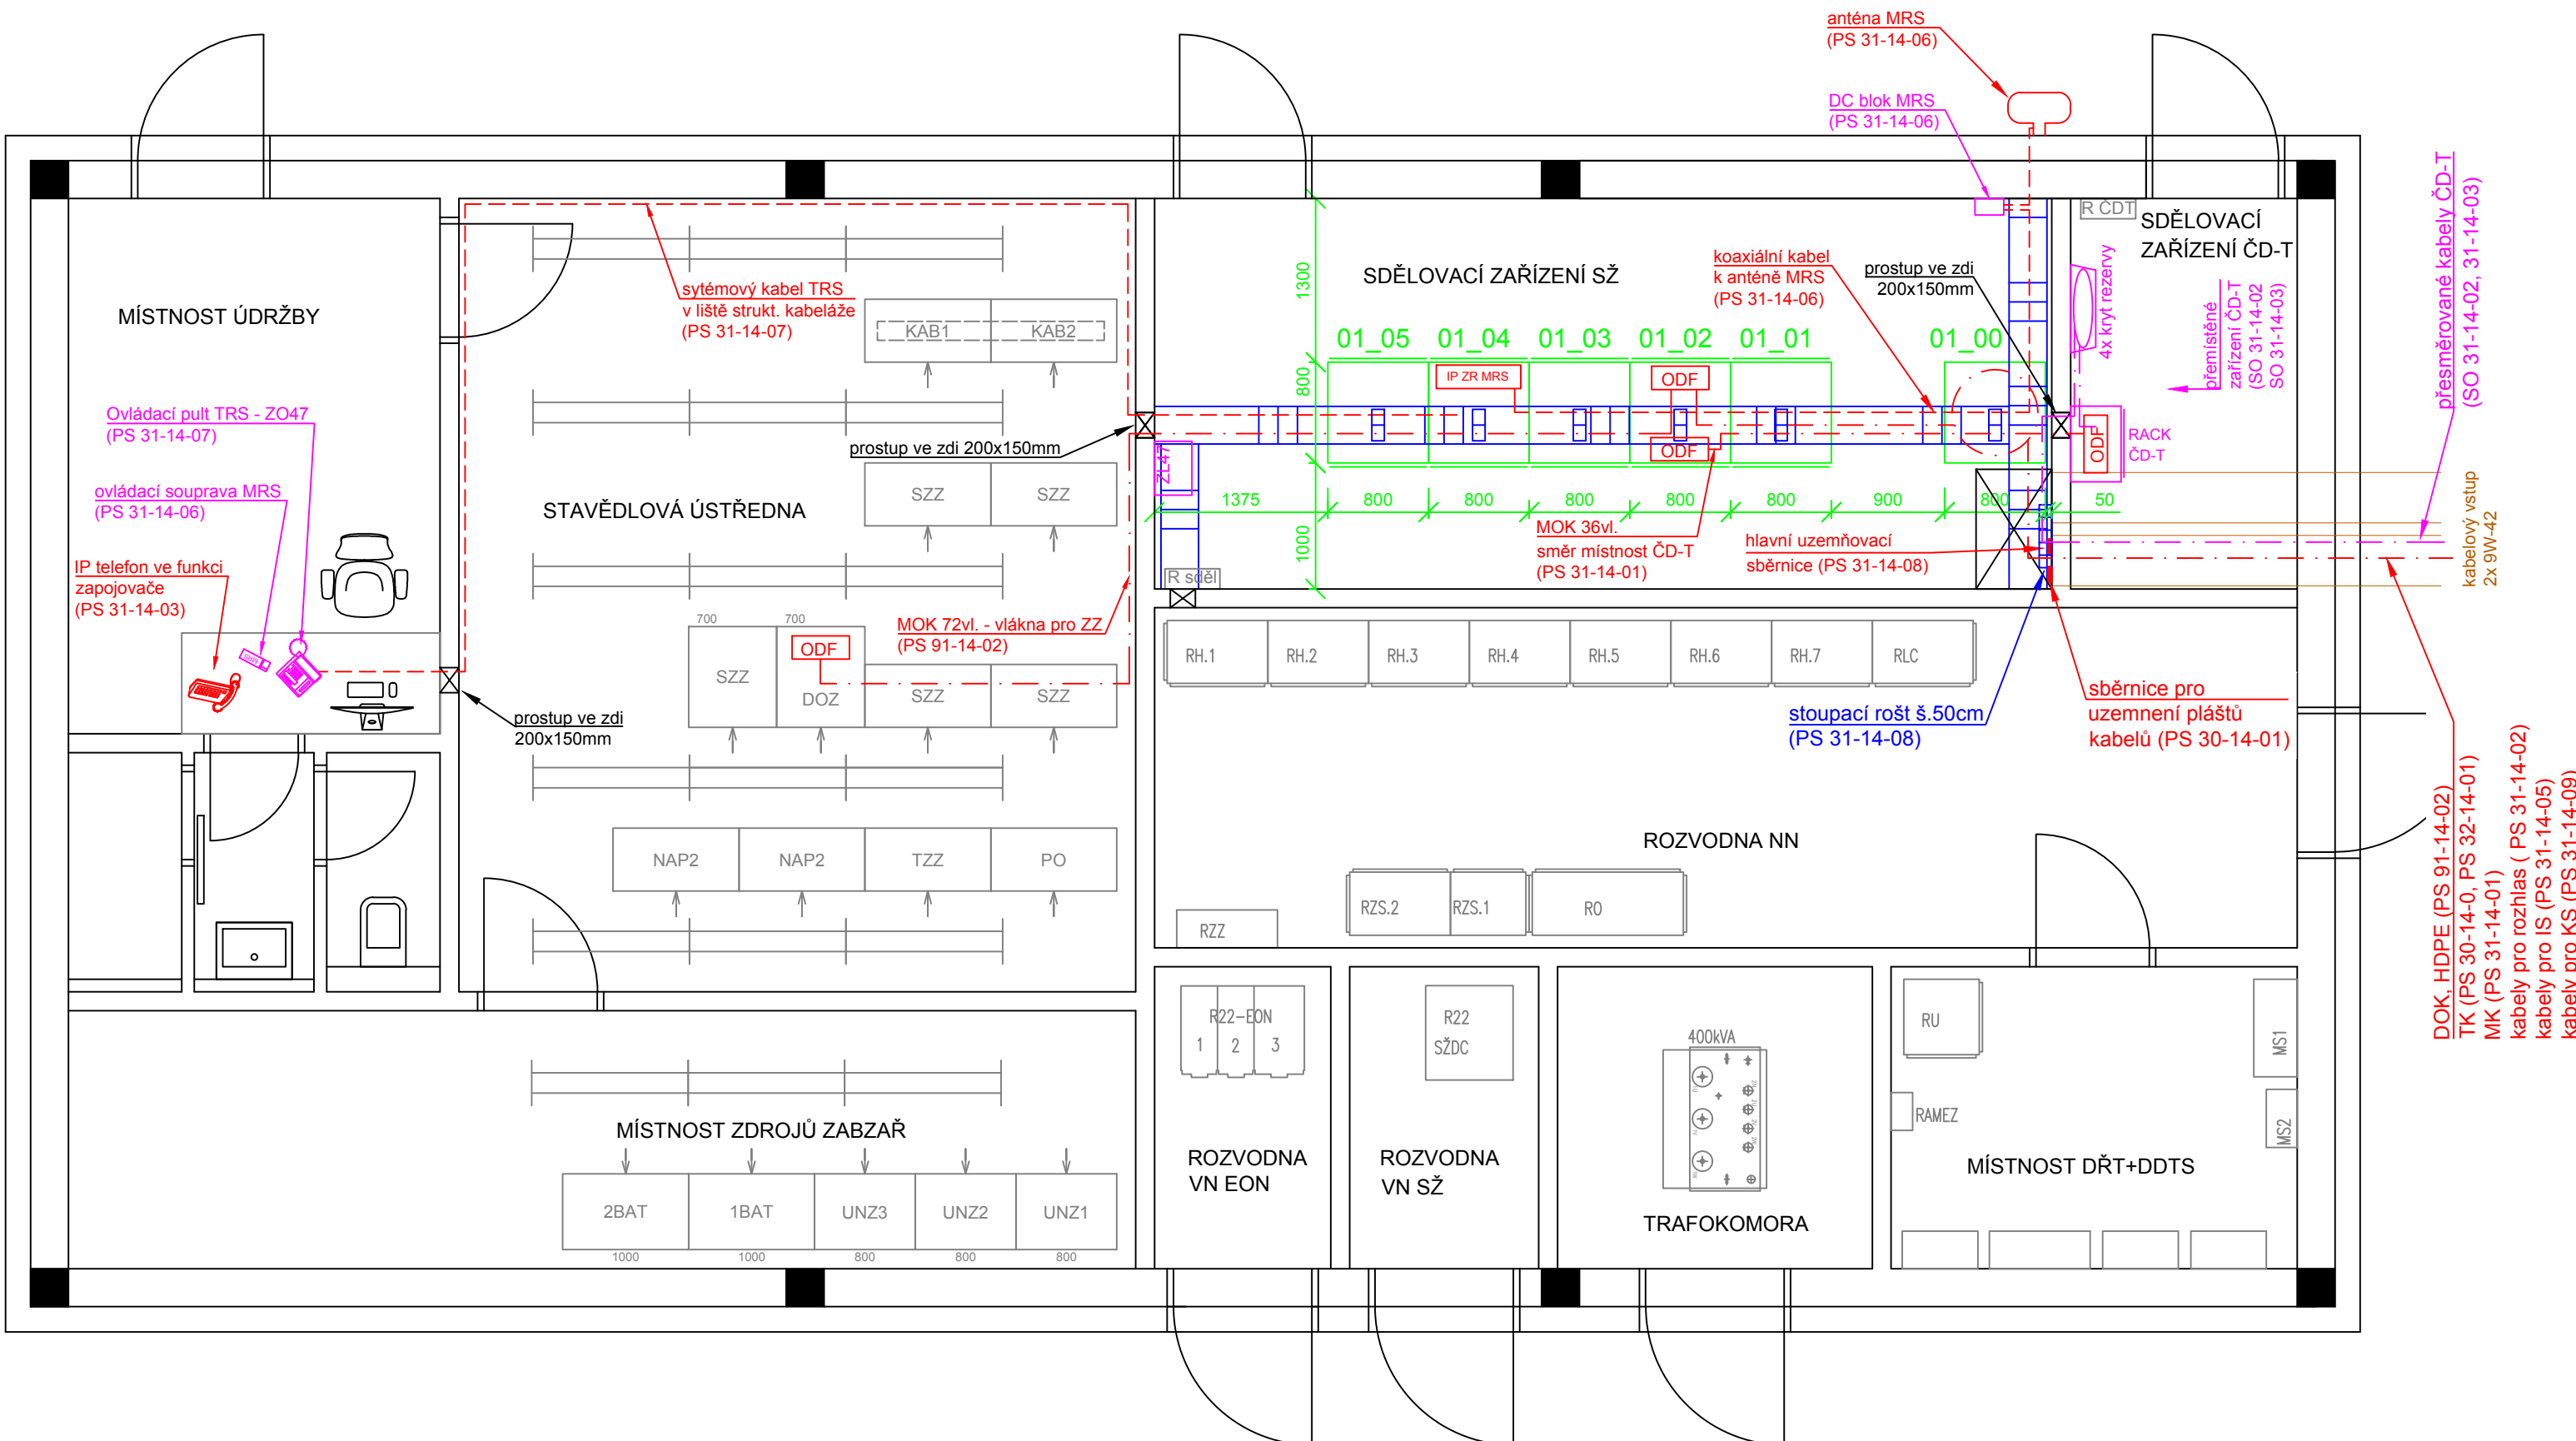 anténa MRS
(PS 31-14-06)
DC blok MRS
(PS 31-14-06)
MÍSTNOST ÚDRŽBY
sytémový kabel TRS
v liště strukt. kabeláže
(PS 31-14-07)
KAB1
KAB2
Ovládací pult TRS - ZO47
(PS 31-14-07)
ovládací souprava MRS
(PS 31-14-06)
IP telefon ve funkci
zapojovače
(PS 31-14-03)
prostup ve zdi 200x150mm
STAVĚDLOVÁ ÚSTŘEDNA
SZZ
SZZ
MOK 72vl. - vlákna pro ZZ
(PS 91-14-02)
700
700
SZZ
ODF
DOZ
SZZ
SZZ
prostup ve zdi
200x150mm
NAP2
NAP2
TZZ
PO
MÍSTNOST ZDROJŮ ZABZAŘ
2BAT
1BAT
UNZ3
UNZ2
UNZ1
1000
1000
800
800
800
SDĚLOVACÍ ZAŘÍZENÍ SŽ
koaxiální kabel
k anténě MRS
(PS 31-14-06)
prostup ve zdi
200x150mm
1300
800
1000
01_05
01_04
01_03
01_02
01_01
01_00
IP ZR MRS
ODF
ODF
ZL47
1375
800
800
800
800
800
900
800
50
MOK 36vl.
směr místnost ČD-T
(PS 31-14-01)
hlavní uzemňovací
sběrnice (PS 31-14-08)
R sděl
R ČDT
SDĚLOVACÍ
ZAŘÍZENÍ ČD-T
4x kryt rezervy
přemístěné
zařízení ČD-T
(SO 31-14-02
SO 31-14-03)
ODF
RACK
ČD-T
přesměrované kabely ČD-T
(SO 31-14-02, 31-14-03)
kabelový vstup
2x 9W-42
RH.1
RH.2
RH.3
RH.4
RH.5
RH.6
RH.7
RLC
stoupací rošt š.50cm
(PS 31-14-08)
sběrnice pro
uzemnení pláštů
kabelů (PS 30-14-01)
ROZVODNA NN
RZZ
RZS.2
RZS.1
RO
DOK, HDPE (PS 91-14-02)
TK (PS 30-14-0, PS 32-14-01)
MK (PS 31-14-01)
kabely pro rozhlas ( PS 31-14-02)
kabely pro IS (PS 31-14-05)
kabely pro KS (PS 31-14-09)
R22-EON
1
2
3
ROZVODNA
VN EON
R22
SŽDC
ROZVODNA
VN SŽ
400kVA
TRAFOKOMORA
RU
RAMEZ
MS1
MS2
MÍSTNOST DŘT+DDTS